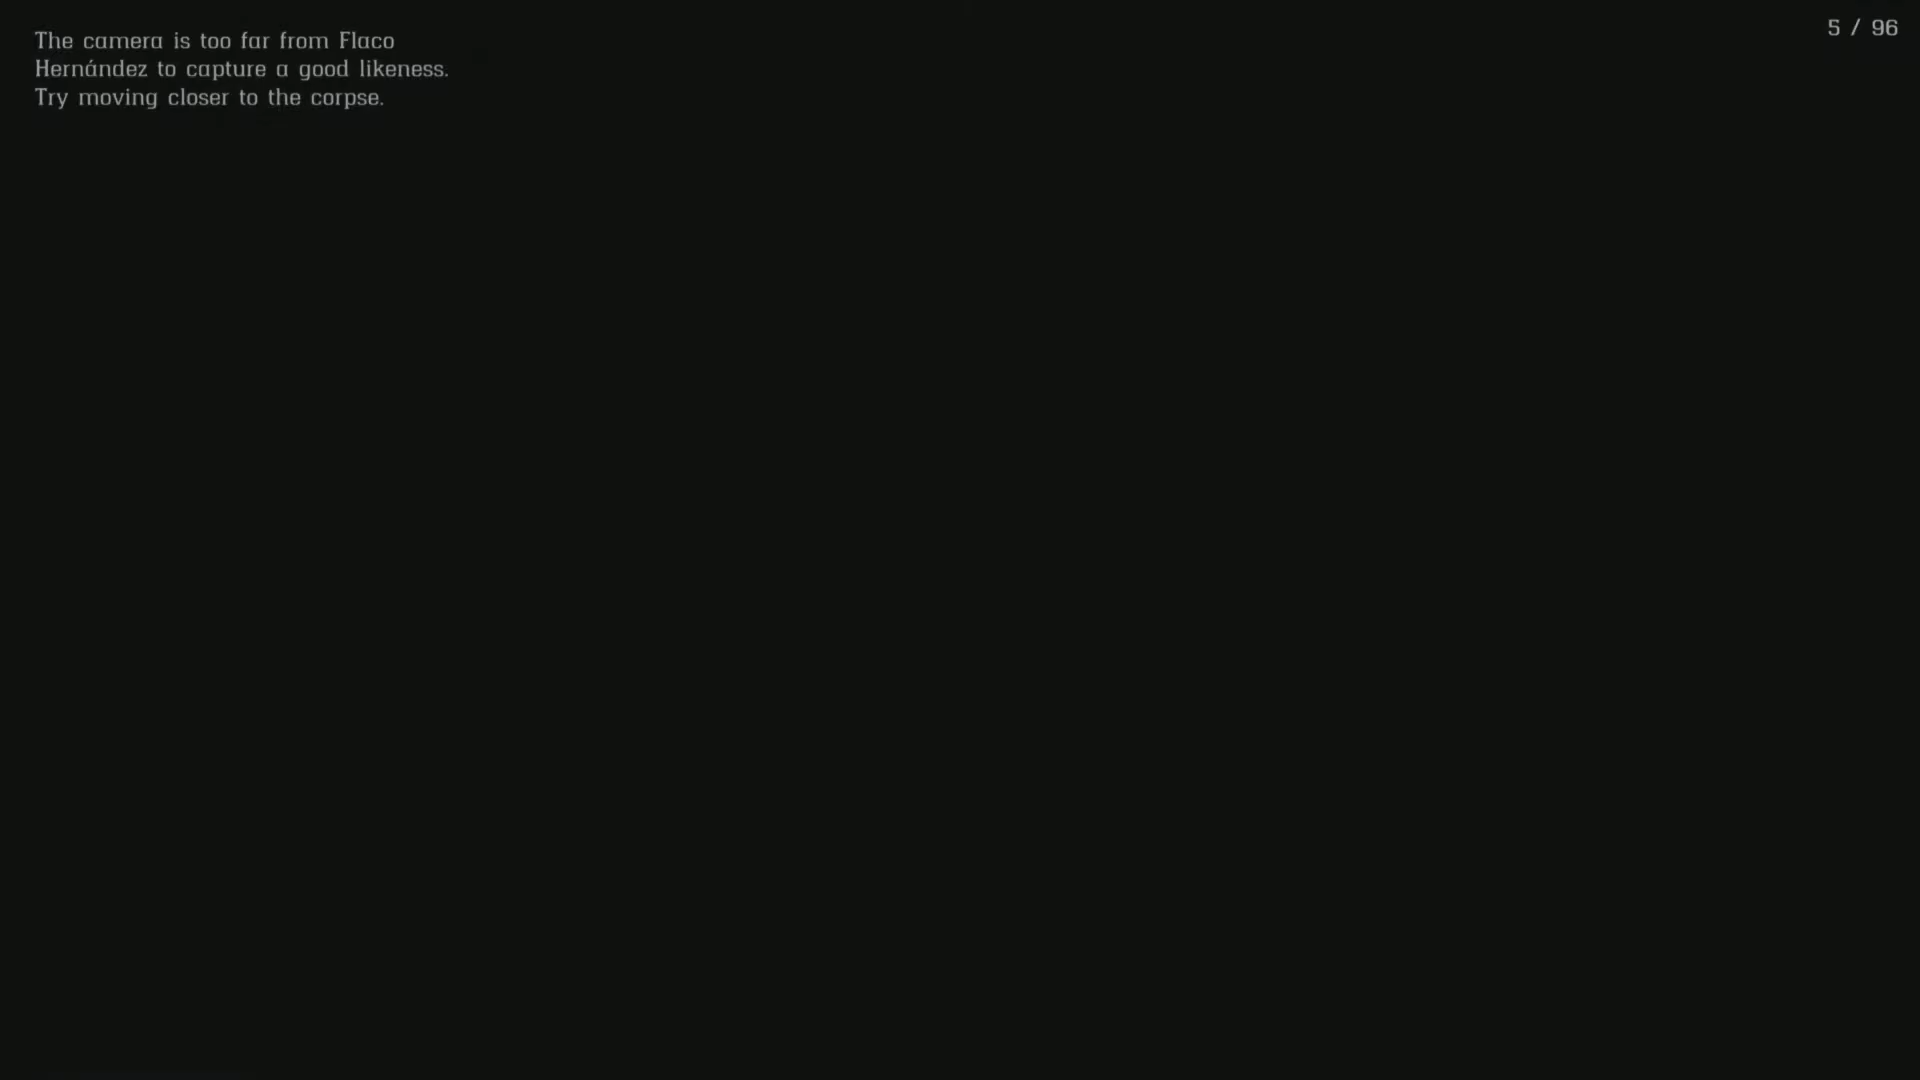 The camera is too far from Flaco
Hernández to capture a good likeness.
Try moving closer to the corpse.
5 / 96